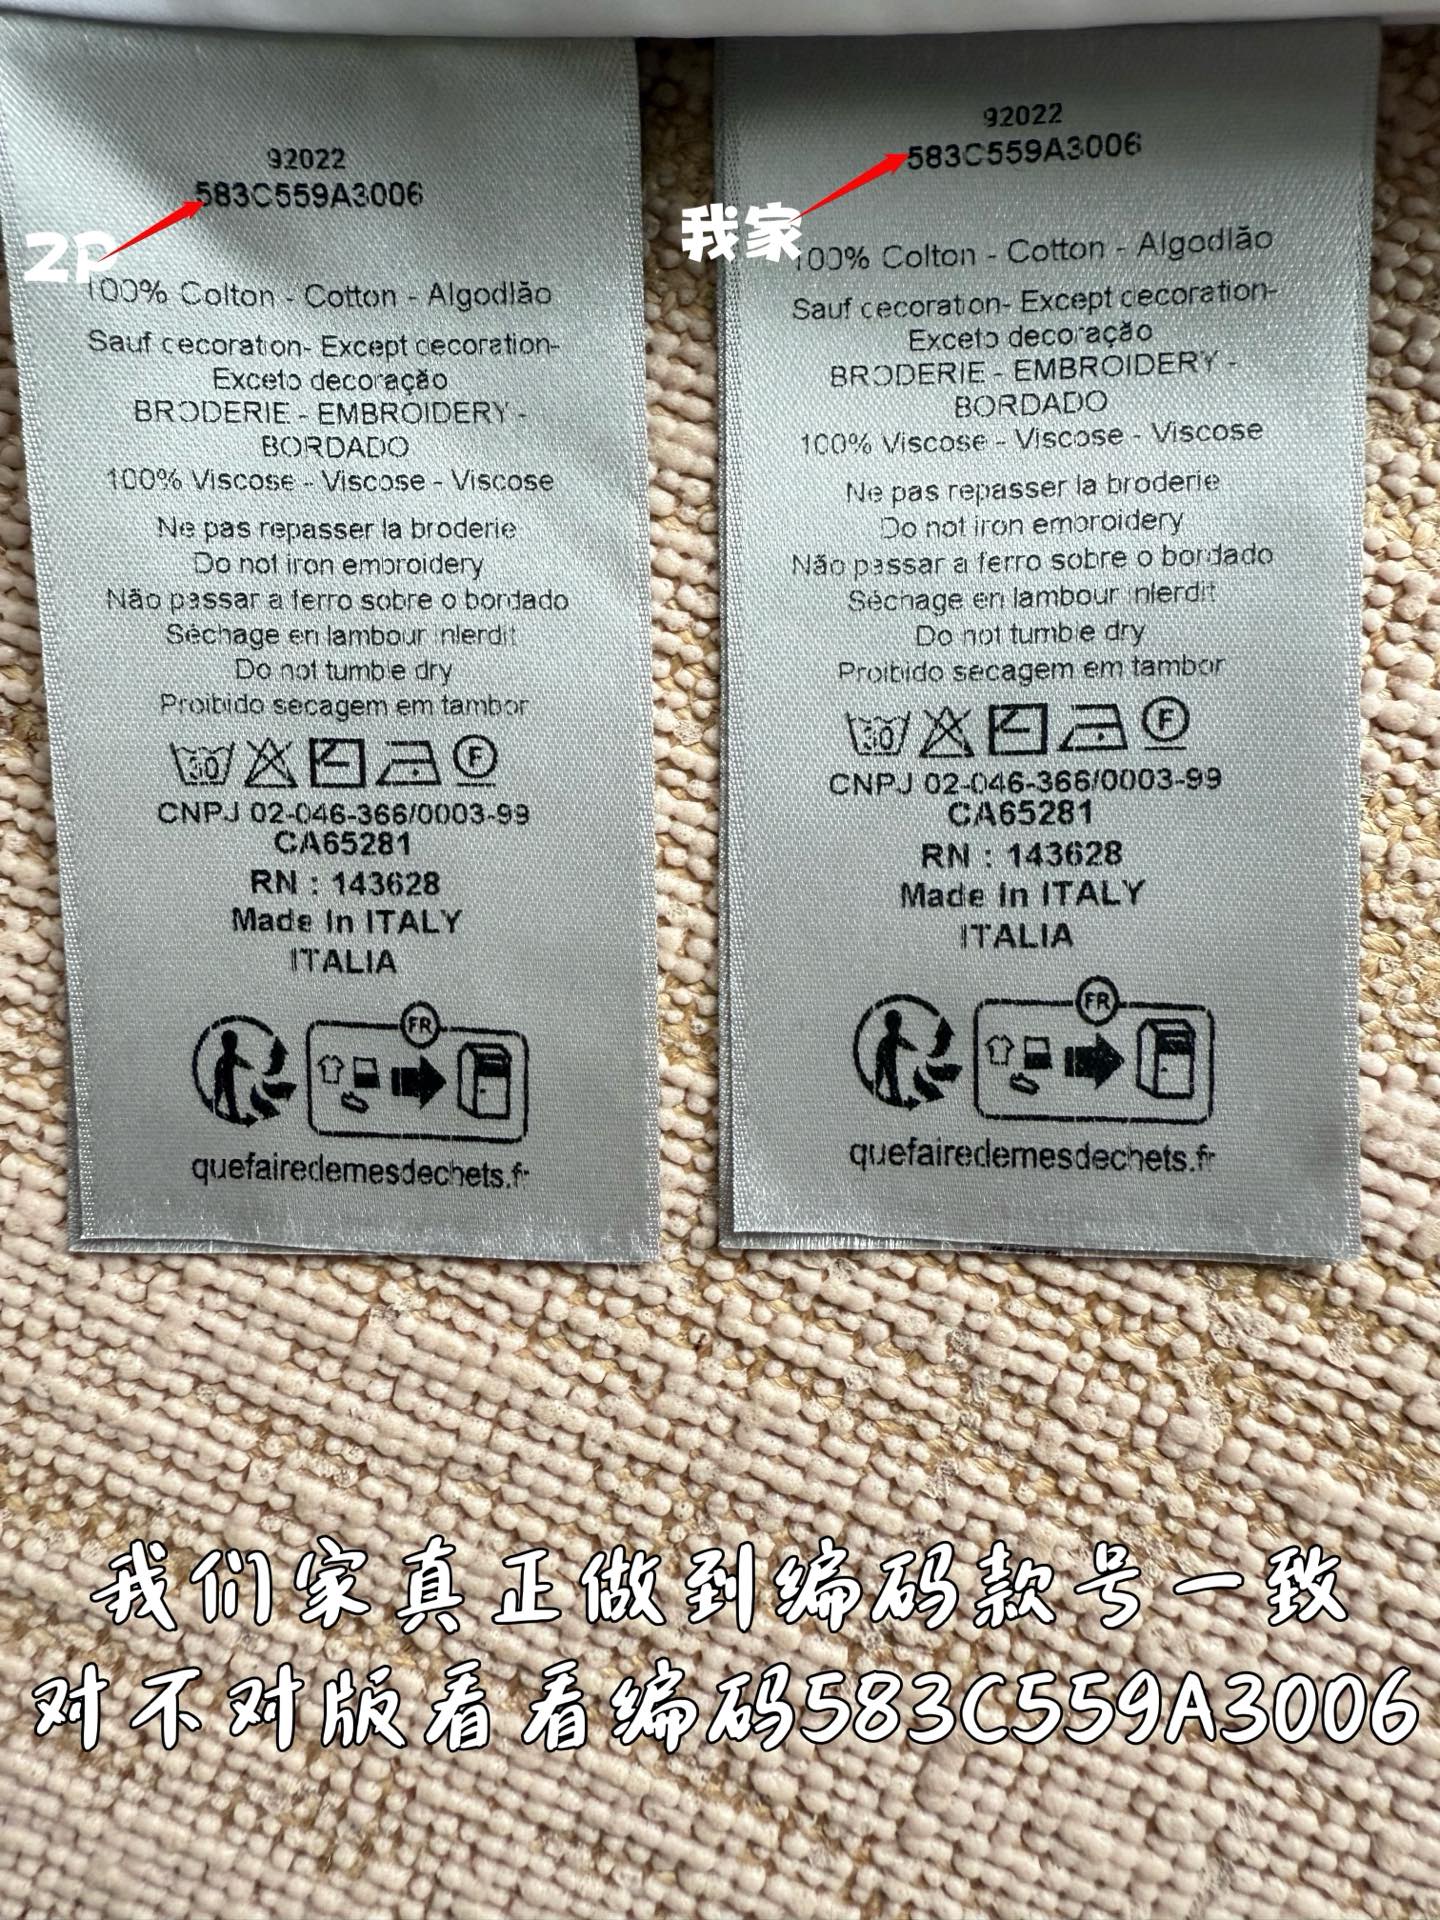 92022
583C559A3006
2P
100% Colton - Cotton - Algodlão
Sauf cecoration- Except cecoration-
Exceto decoração
BRODERIE - EMBROIDERY -
BORDADO
100% Viscose - Viscose - Viscose
Ne pas repasser la broderie
Do not iron embroidery
Não passar a ferro sobre o bordado
Séchage en lambour inlerdit
Do not tumble dry
Proibido secagem em tambor
30
F
CNPJ 02-046-366/0003-99
CA65281
RN : 143628
Made In ITALY
ITALIA
FR
quefairedemesdechets.fr
92022
583C559A3006
我家
100% Colton - Cotton - Algodlão
Sauf cecoration- Except cecoration-
Exceto decoração
BRODERIE - EMBROIDERY -
BORDADO
100% Viscose - Viscose - Viscose
Ne pas repasser la broderie
Do not iron embroidery
Não passar a ferro sobre o bordado
Séchage en lambour inlerdit
Do not tumble dry
Proibido secagem em tambor
30
F
CNPJ 02-046-366/0003-99
CA65281
RN : 143628
Made In ITALY
ITALIA
FR
quefairedemesdechets.fr
我们家真正做到编码款号一致
对不对版看看编码583C559A3006